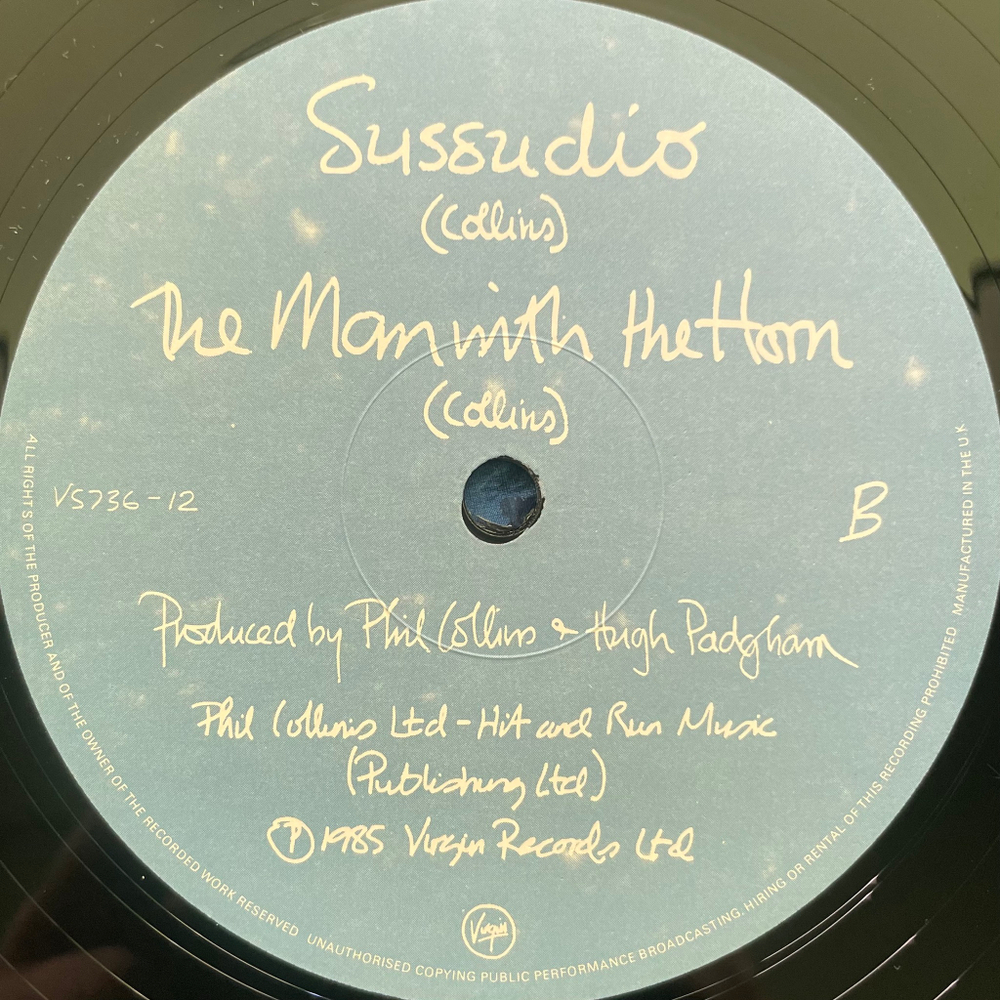 Sussudio
(Collins)
The Man with the Horn
(Collins)
VS736-12
B
Produced by Phil Collins & Hugh Padgham
Phil Collins Ltd - Hit and Run Music
(Publishing Ltd)
Ⓟ 1985 Virgin Records Ltd
Virgin
ALL RIGHTS OF THE PRODUCER AND OF THE OWNER OF THE RECORDED WORK RESERVED UNAUTHORISED COPYING PUBLIC PERFORMANCE BROADCASTING, HIRING OR RENTAL OF THIS RECORDING PROHIBITED MANUFACTURED IN THE U.K